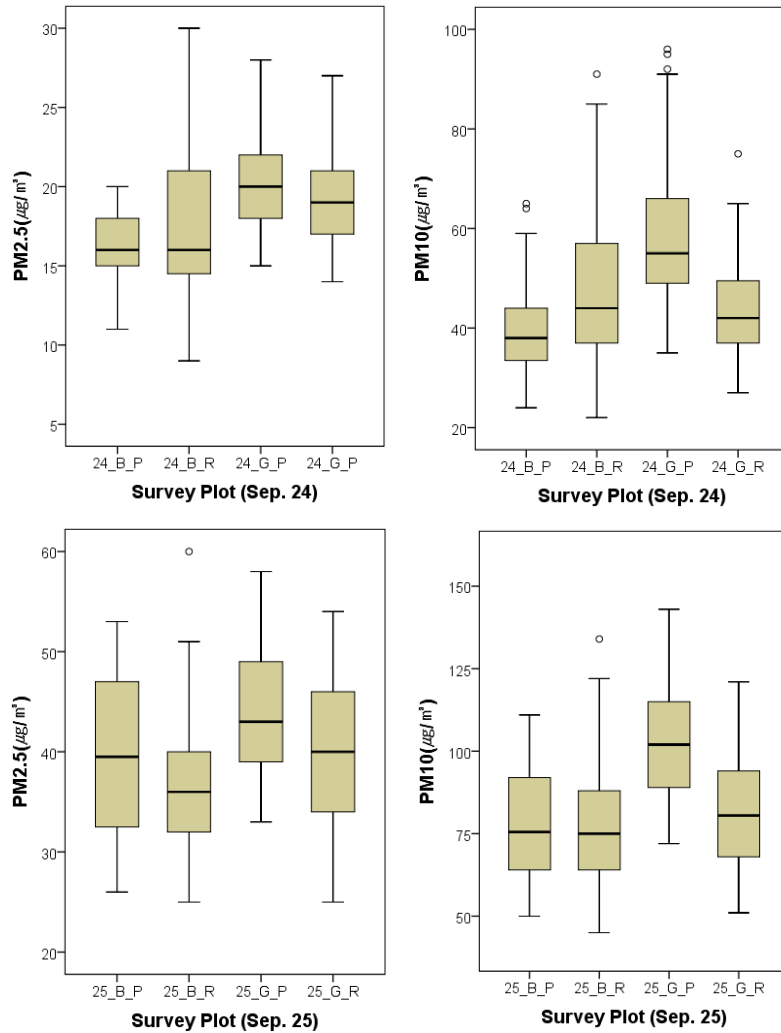 30
25
20
15
10
5
PM2.5(㎍/㎥)
24_B_P 24_B_R 24_G_P 24_G_P
Survey Plot (Sep. 24)
100
80
60
40
20
PM10(㎍/㎥)
24_B_P 24_B_R 24_G_P 24_G_R
Survey Plot (Sep. 24)
60
50
40
30
20
PM2.5(㎍/㎥)
25_B_P 25_B_R 25_G_P 25_G_R
Survey Plot (Sep. 25)
150
125
100
75
50
PM10(㎍/㎥)
25_B_P 25_B_R 25_G_P 25_G_R
Survey Plot (Sep. 25)